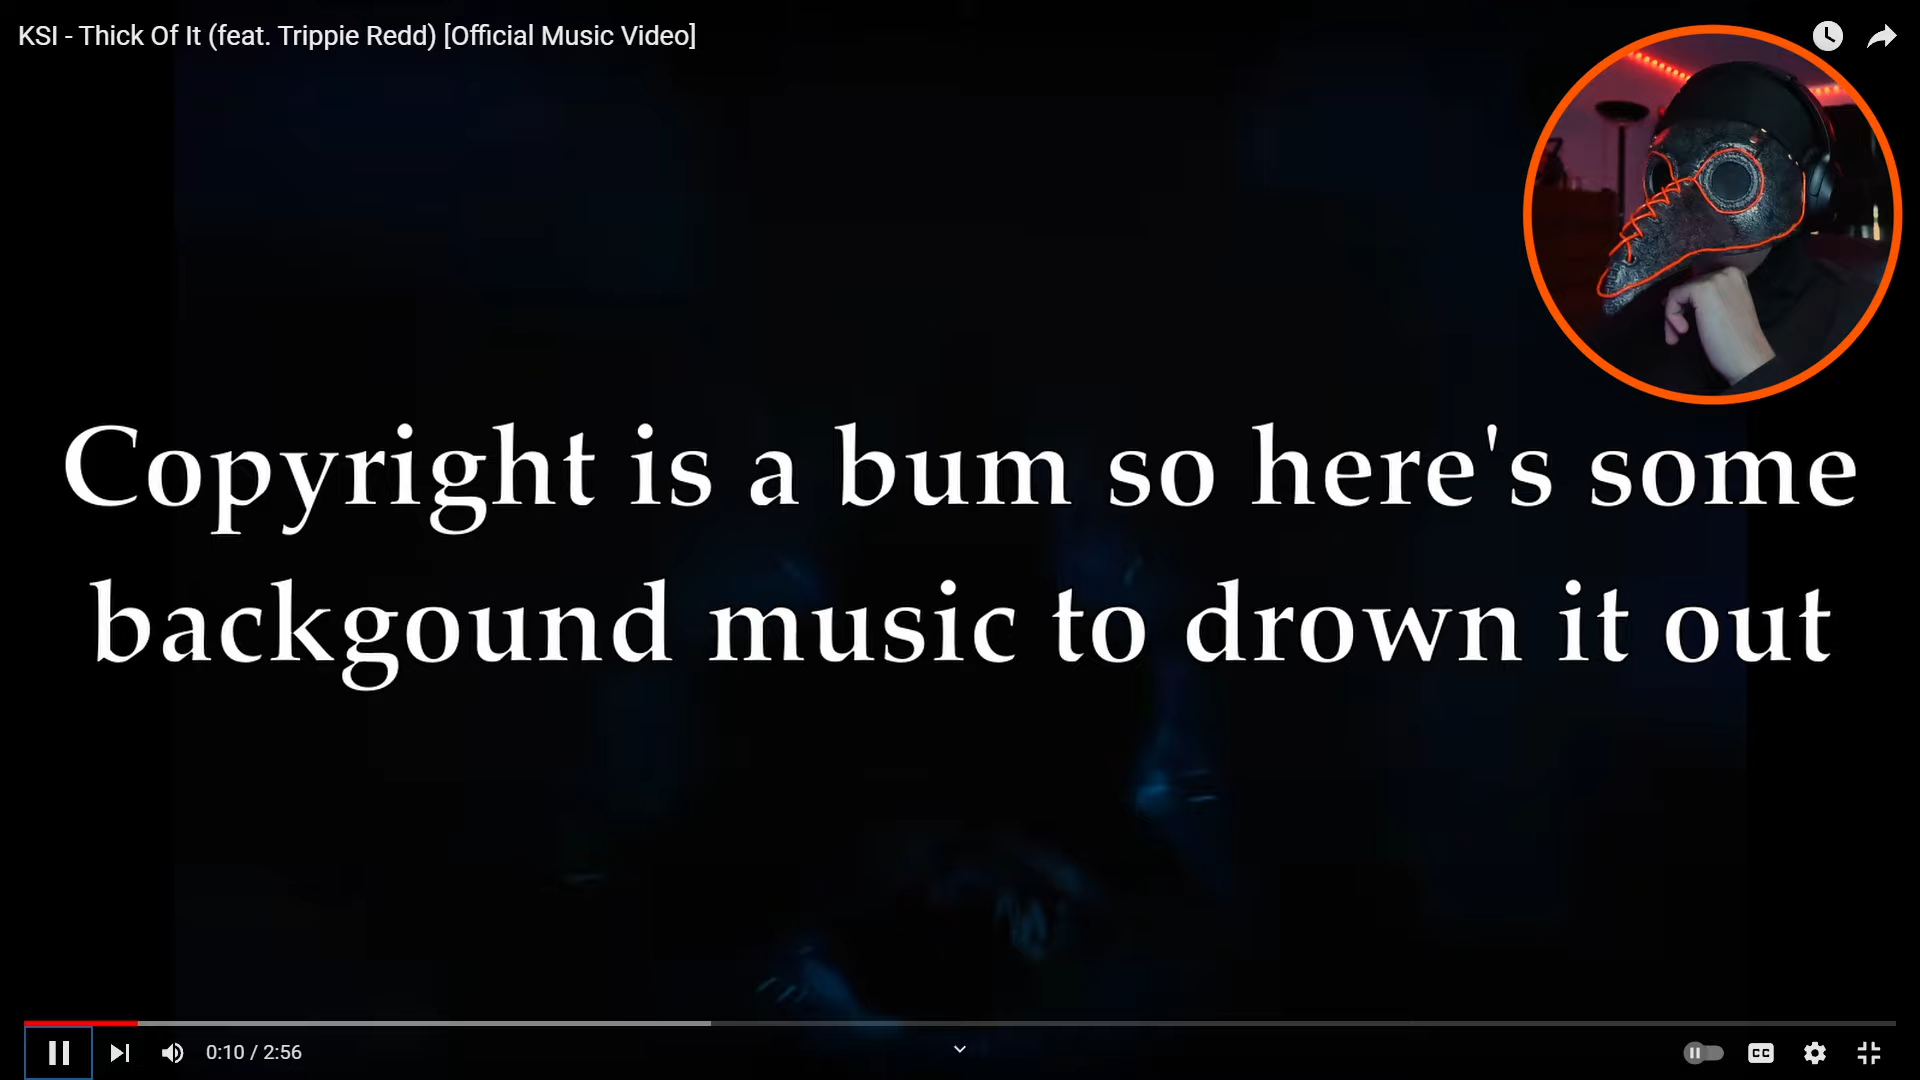 KSI - Thick Of It (feat. Trippie Redd) [Official Music Video]
Copyright is a bum so here's some
backgound music to drown it out
0:10 / 2:56
CC